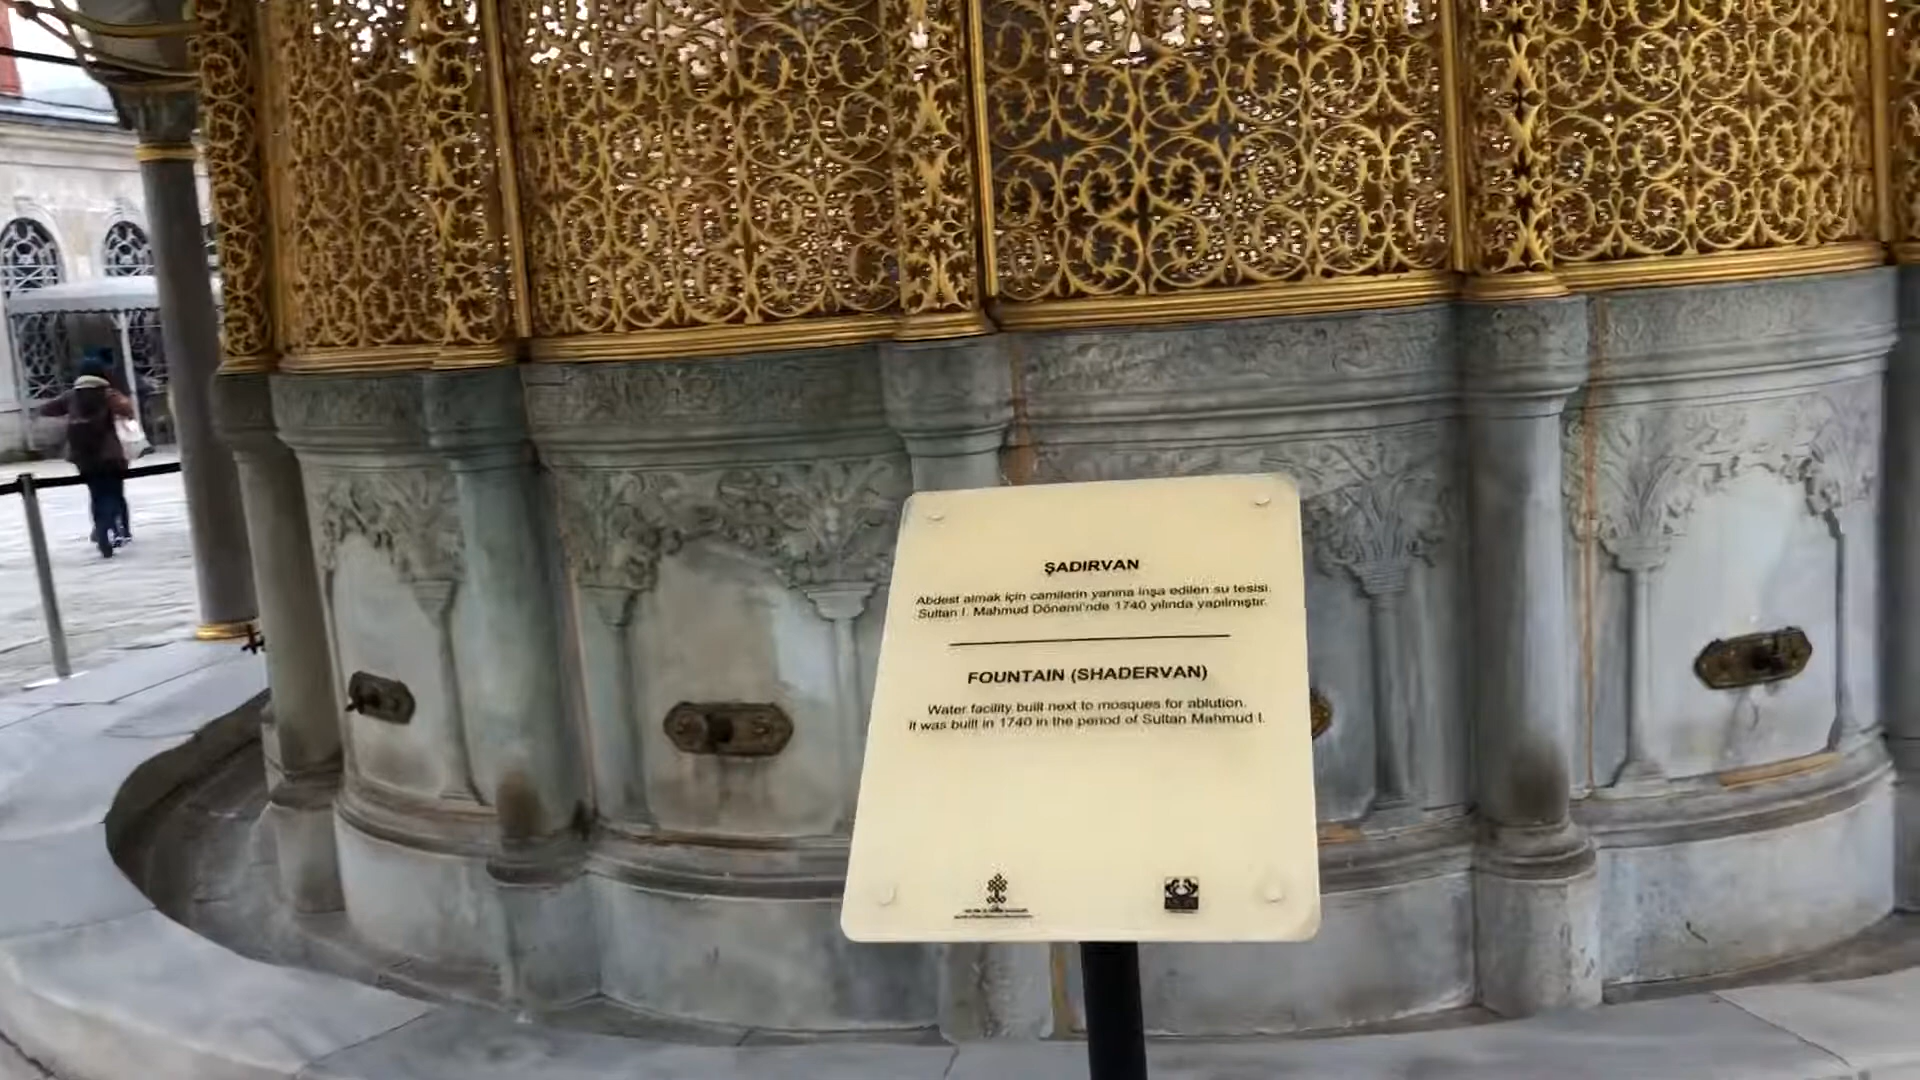 ŞADIRVAN
Abdest almak için camilerin yanına inşa edilen su tesisi.
Sultan I. Mahmud Dönemi'nde 1740 yılında yapılmıştır.
FOUNTAIN (SHADERVAN)
Water facility built next to mosques for ablution.
It was built in 1740 in the period of Sultan Mahmud I.